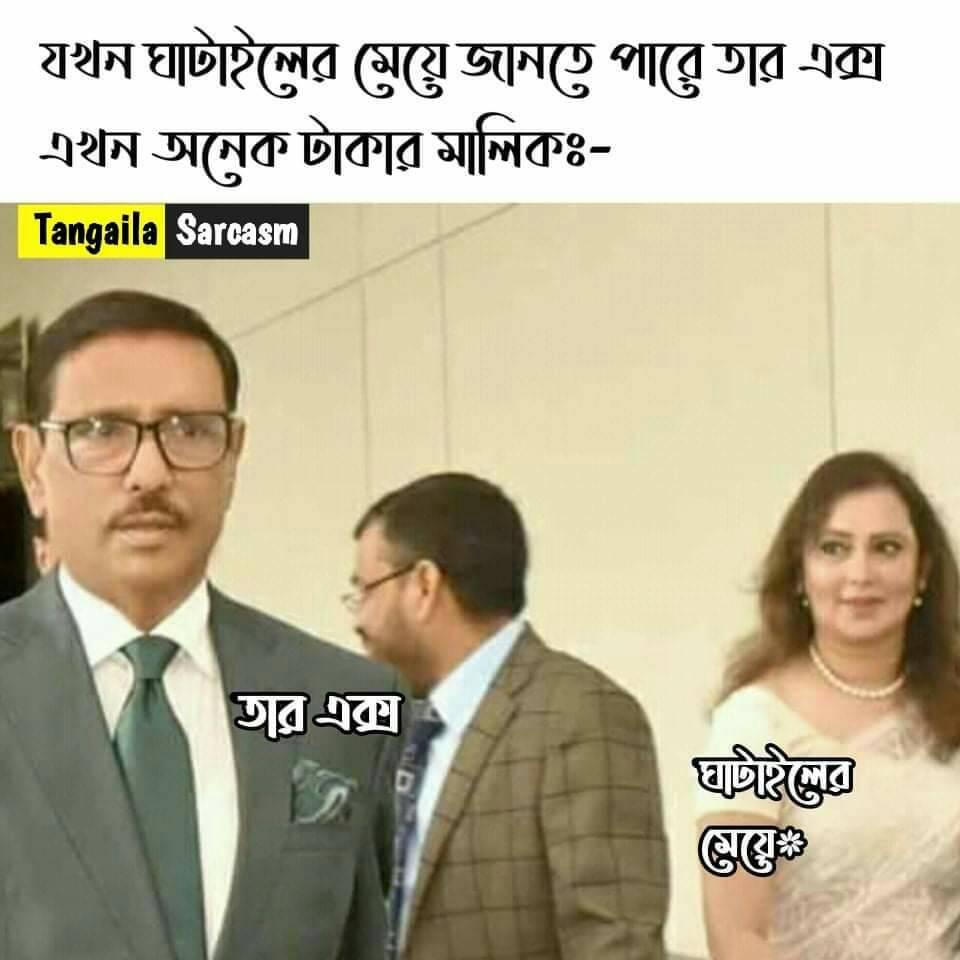 যখন ঘাটাইলের মেয়ে জানতে পারে তার এক্স
এখন অনেক টাকার মালিকঃ-
Tangaila Sarcasm
তার এক্স
ঘাটাইলের
মেয়ে*